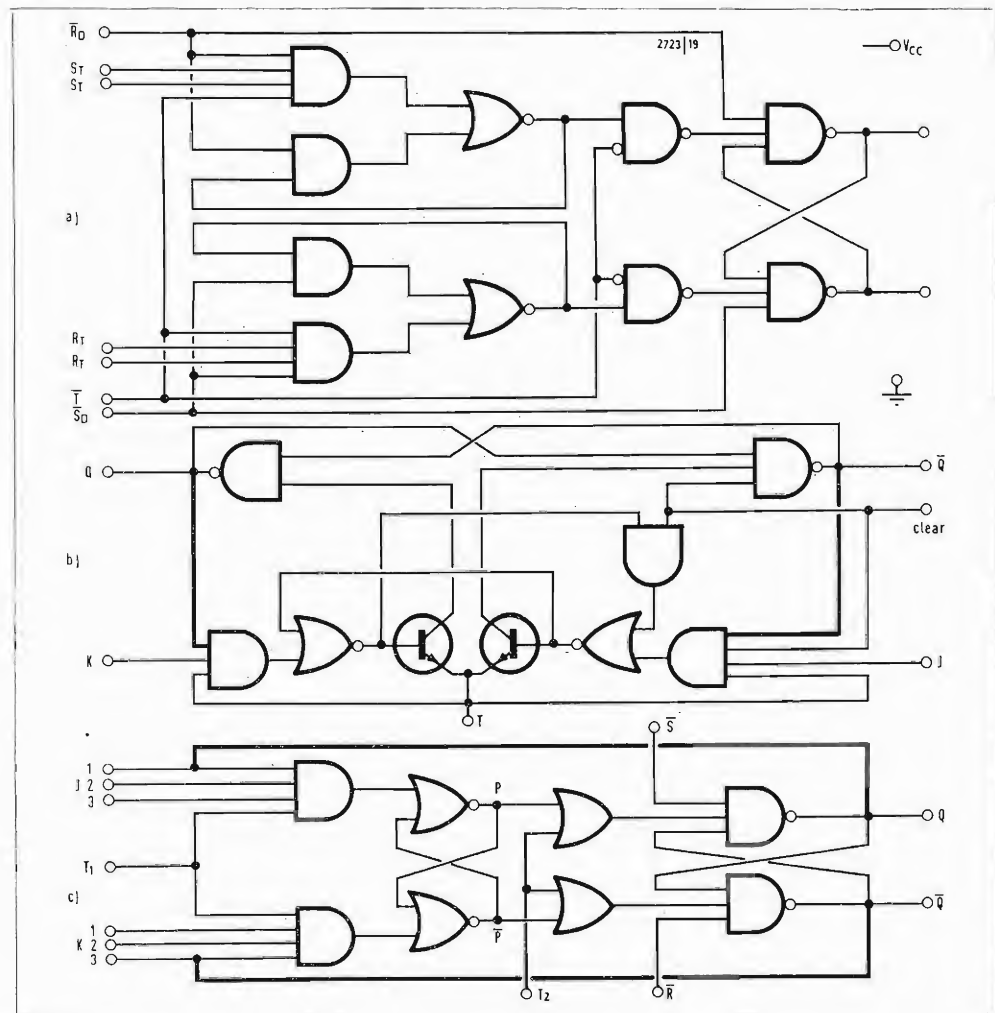 R̅D
2723|19
VCC
ST
ST
a)
RT
RT
T̅
S̅D
Q
Q̅
clear
b)
K
J
T
S̅
1
J 2
3
P
Q
T1
c)
1
K 2
3
P̅
Q̅
T2
R̅